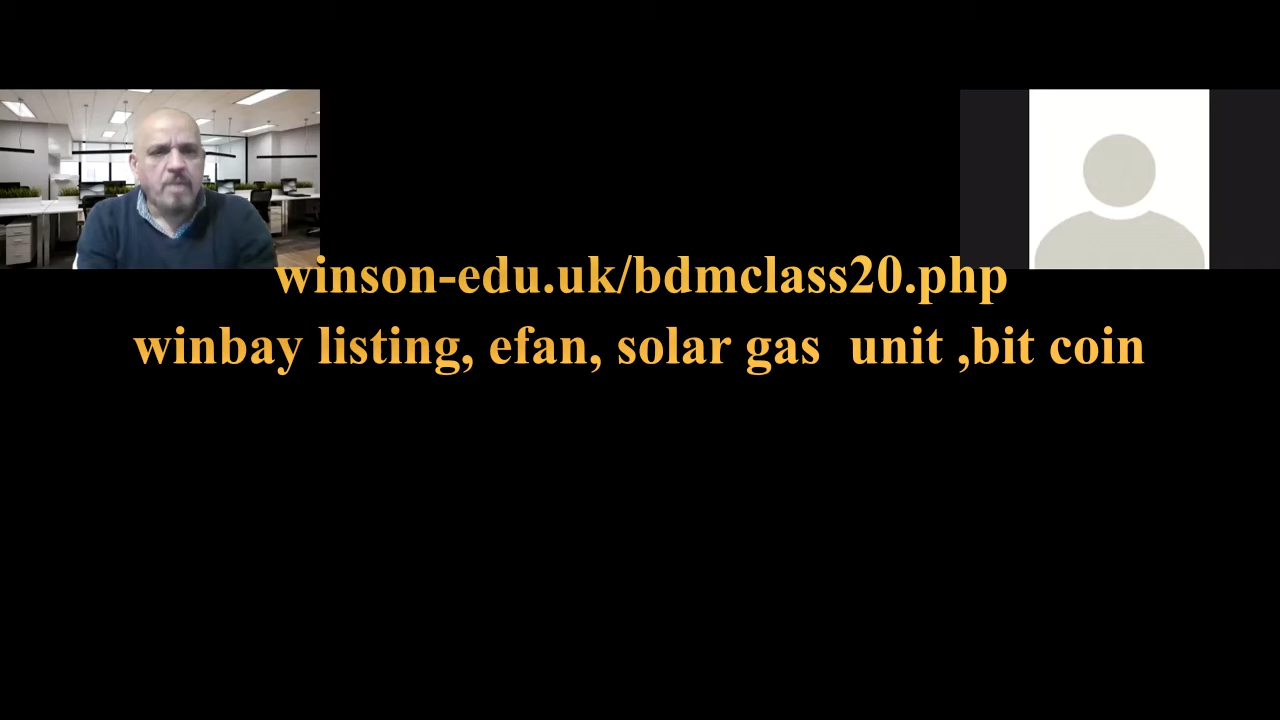 winson-edu.uk/bdmclass20.php
winbay listing, efan, solar gas  unit ,bit coin